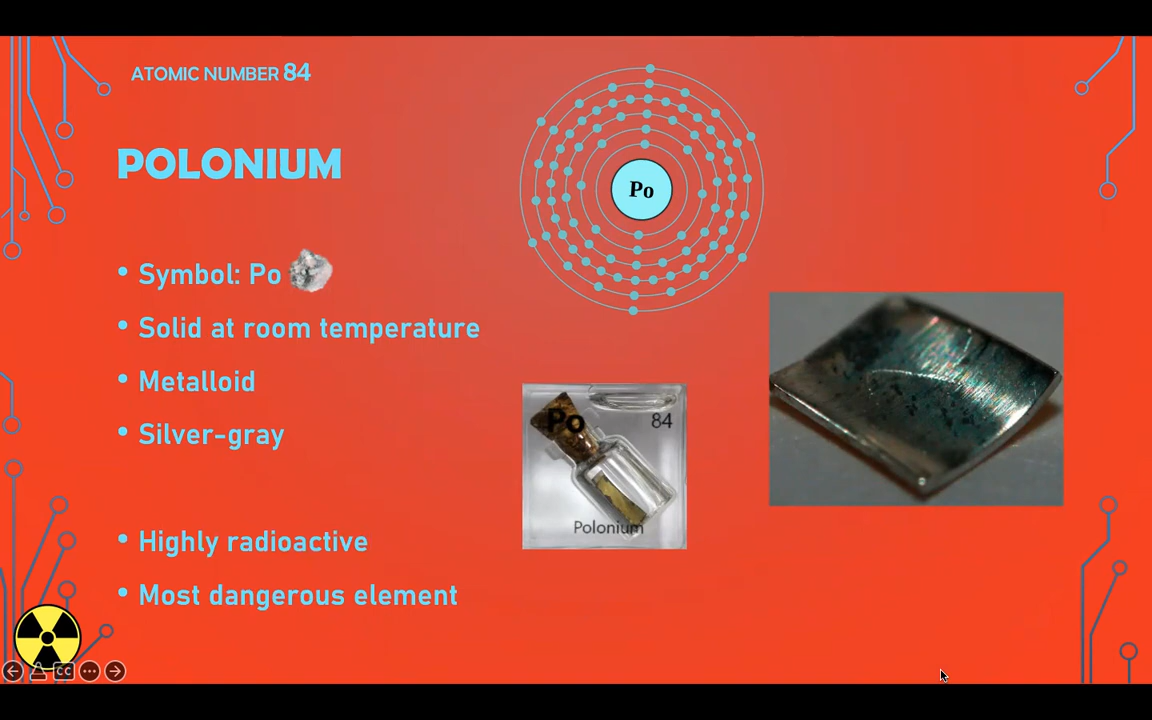 ATOMIC NUMBER 84
POLONIUM
Po
• Symbol: Po
• Solid at room temperature
• Metalloid
• Silver-gray
Po
84
Polonium
• Highly radioactive
• Most dangerous element
CC